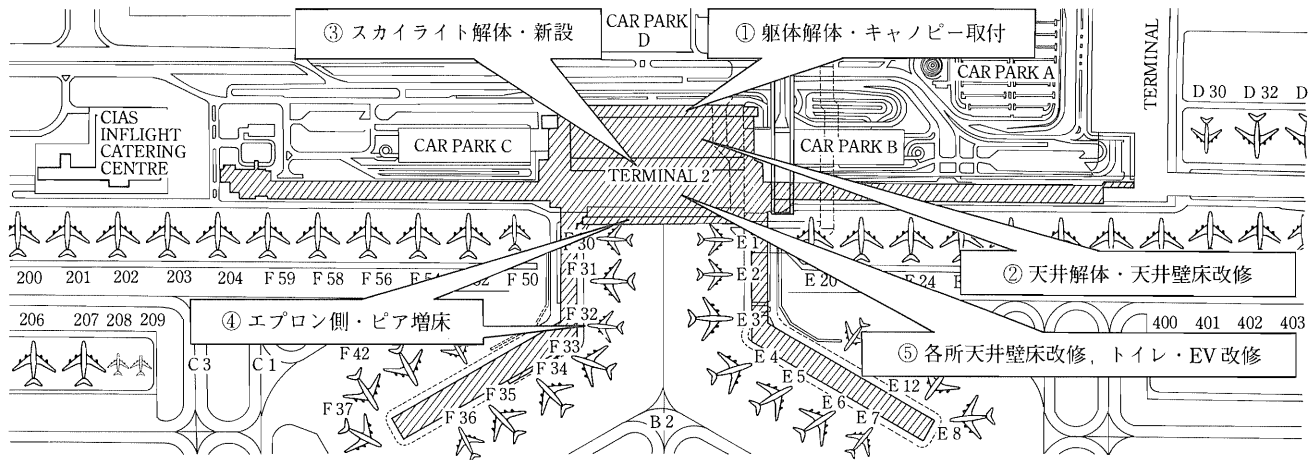 ③ スカイライト解体・新設
CAR PARK
D
① 躯体解体・キャノピー取付
CAR PARK A
TERMINAL
D 30
D 32
D
CIAS
INFLIGHT
CATERING
CENTRE
CAR PARK C
CAR PARK B
TERMINAL 2
F 30
E 1
200
201
202
203
204
F 59
F 58
F 56
F 50
F 31
E 2
E 20
E 24
② 天井解体・天井壁床改修
206
207
208
209
④ エプロン側・ピア増床
F 32
E 3
400
401
402
403
C 3
C 1
F 42
F 33
F 34
E 4
E 5
⑤ 各所天井壁床改修，トイレ・EV 改修
F 37
F 35
F 36
B 2
E 6
E 7
E 12
E 8